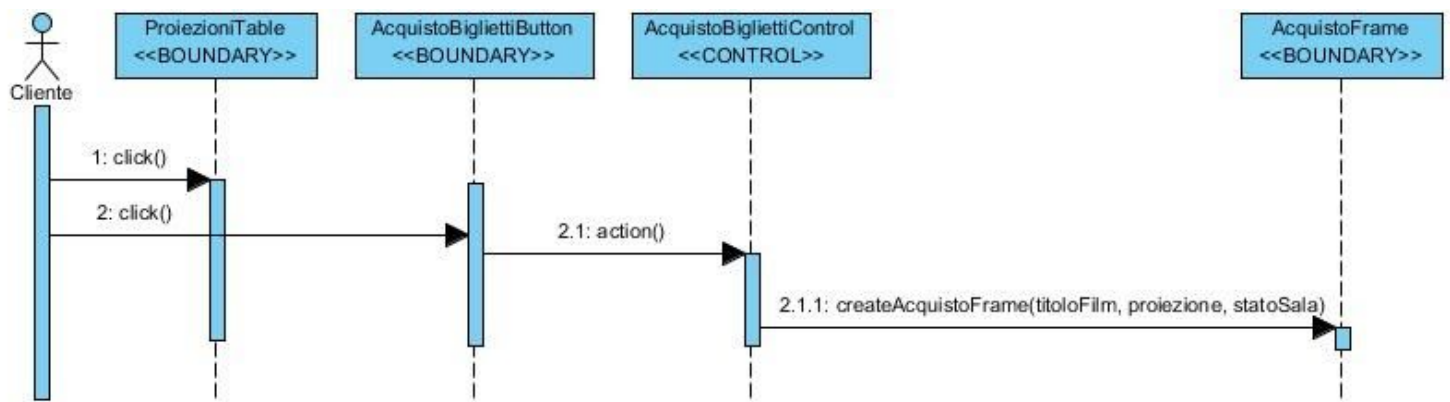 ProiezioniTable
<<BOUNDARY>>
AcquistoBigliettiButton
<<BOUNDARY>>
AcquistoBigliettiControl
<<CONTROL>>
AcquistoFrame
<<BOUNDARY>>
Cliente
1: click()
2: click()
2.1: action()
2.1.1: createAcquistoFrame(titoloFilm, proiezione, statoSala)